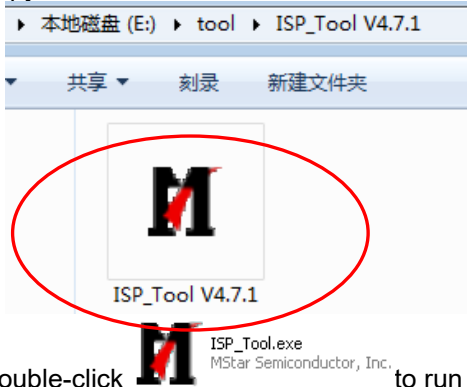 本地磁盘 (E:) ▸ tool ▸ ISP_Tool V4.7.1
共享 刻录 新建文件夹
ISP_Tool V4.7.1
ISP_Tool.exe
MStar Semiconductor, Inc.
ouble-click to run